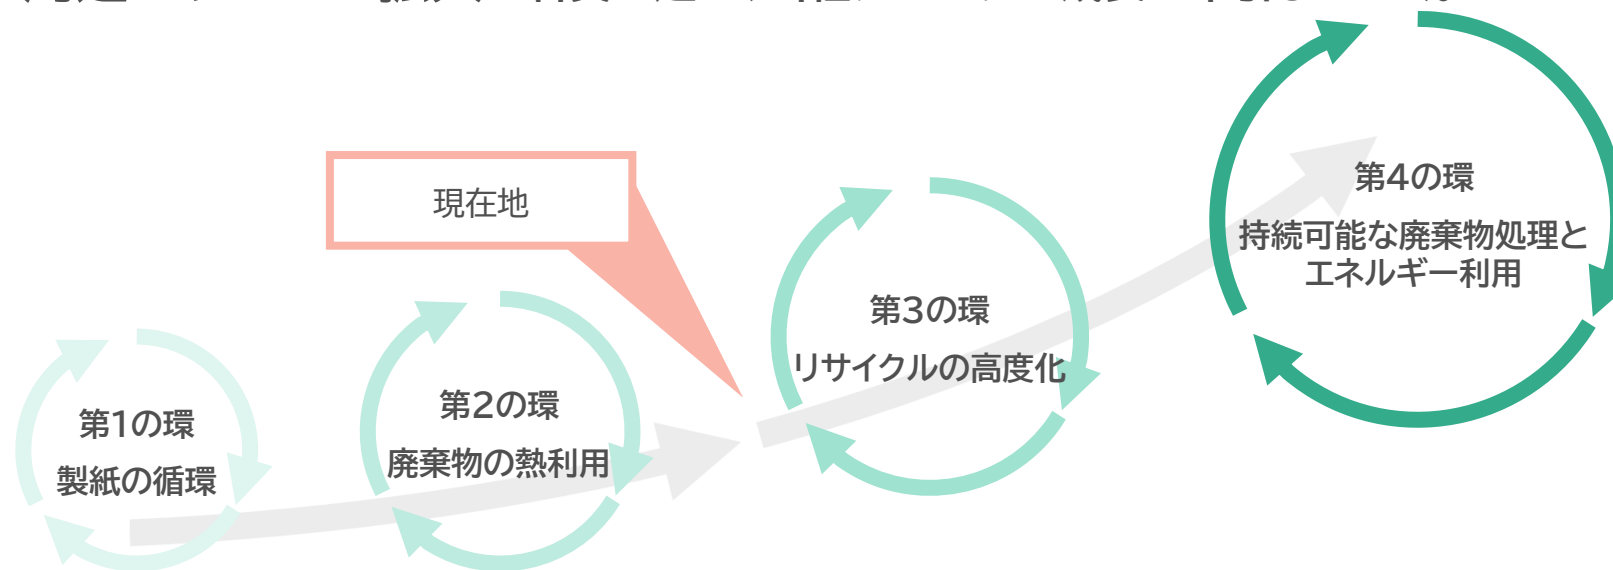 現在地
第1の環
製紙の循環
第2の環
廃棄物の熱利用
第3の環
リサイクルの高度化
第4の環
持続可能な廃棄物処理と
エネルギー利用